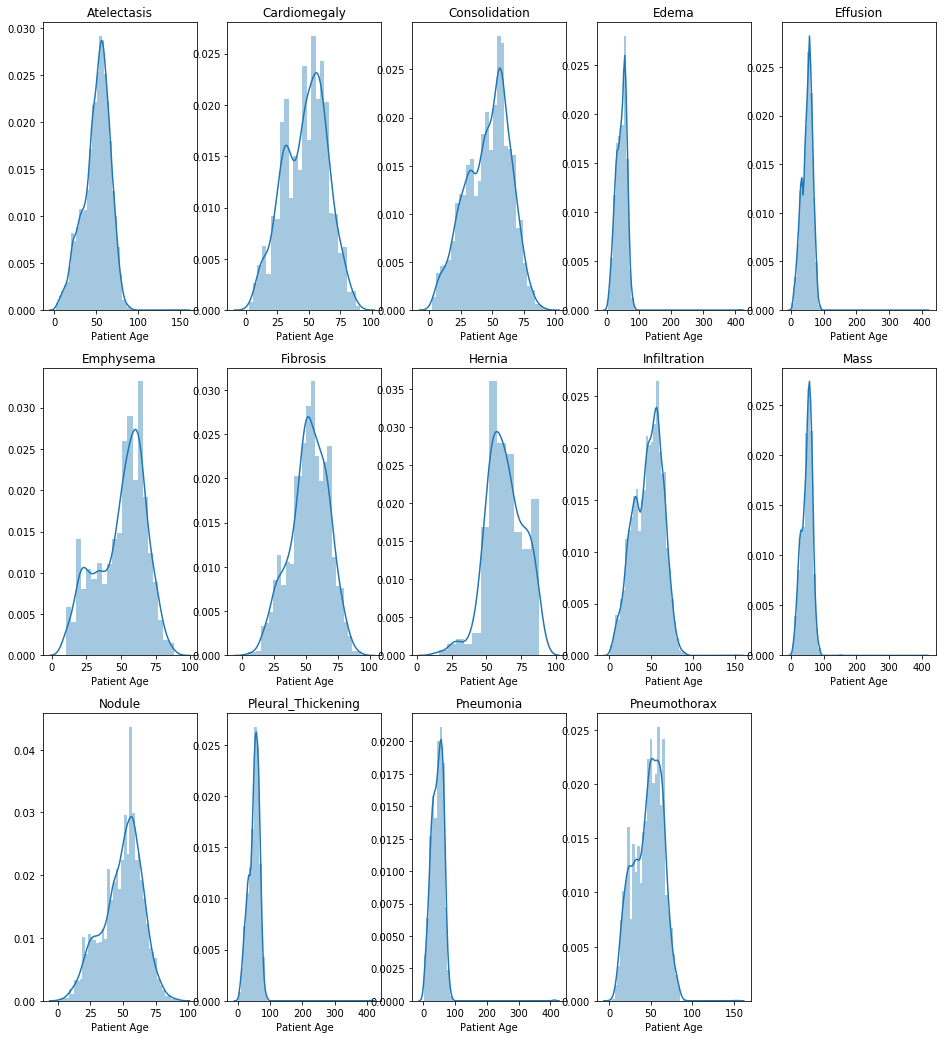 Atelectasis Cardiomegaly Consolidation Edema Effusion
0.030 0.025 0.020 0.015 0.010 0.005 0.000
0.025 0.020 0.015 0.010 0.005 0.000
0.025 0.020 0.015 0.010 0.005 0.000
0.025 0.020 0.015 0.010 0.005 0.000
0.025 0.020 0.015 0.010 0.005 0.000
0 50 100 150 0 25 50 75 100 0 25 50 75 100 0 100 200 300 400 0 100 200 300 400
Patient Age Patient Age Patient Age Patient Age Patient Age
Emphysema Fibrosis Hernia Infiltration Mass
0.030 0.025 0.020 0.015 0.010 0.005 0.000
0.030 0.025 0.020 0.015 0.010 0.005 0.000
0.035 0.030 0.025 0.020 0.015 0.010 0.005 0.000
0.025 0.020 0.015 0.010 0.005 0.000
0.025 0.020 0.015 0.010 0.005 0.000
0 25 50 75 100 0 25 50 75 100 0 25 50 75 100 0 50 100 150 0 100 200 300 400
Patient Age Patient Age Patient Age Patient Age Patient Age
Nodule Pleural_Thickening Pneumonia Pneumothorax
0.04 0.03 0.02 0.01 0.00
0.025 0.020 0.015 0.010 0.005 0.000
0.0200 0.0175 0.0150 0.0125 0.0100 0.0075 0.0050 0.0025 0.0000
0.025 0.020 0.015 0.010 0.005 0.000
0 25 50 75 100 0 100 200 300 400 0 100 200 300 400 0 50 100 150
Patient Age Patient Age Patient Age Patient Age